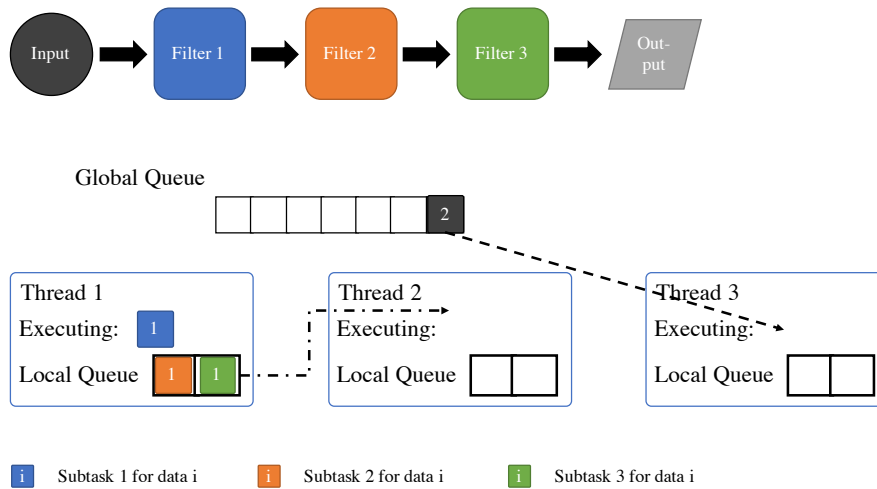 Input
Filter 1
Filter 2
Filter 3
Out-
put
Global Queue
2
Thread 1
Executing:
1
Local Queue
1
1
Thread 2
Executing:
Local Queue
Thread 3
Executing:
Local Queue
i
Subtask 1 for data i
i
Subtask 2 for data i
i
Subtask 3 for data i